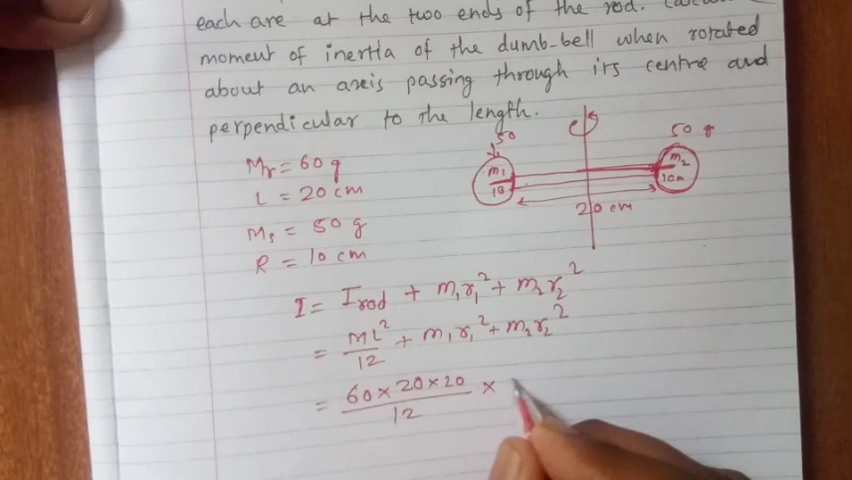 each are at the two ends of the rod.
moment of inertia of the dumb-bell when rotated
about an axis passing through its centre and
perpendicular to the length.
50
50 g
m1
10
m2
10cm
20 cm
Mr = 60 g
L = 20 cm
Ms = 50 g
R = 10 cm
I = Irod + m1r1² + m2r2²
= ML²/12 + m1r1² + m2r2²
= 60×20×20/12 ×